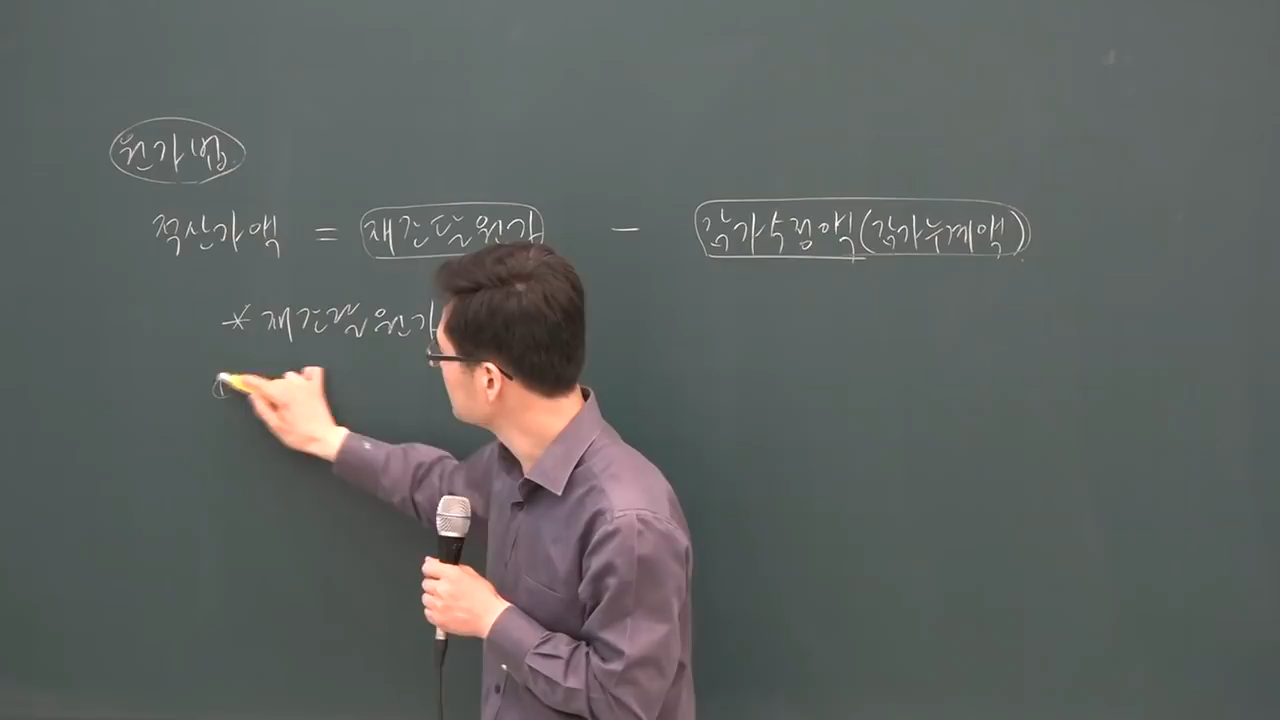 원가법
적산가액 = 재조달원가 - 감가수정액(감가누계액)
* 재조달원가
①